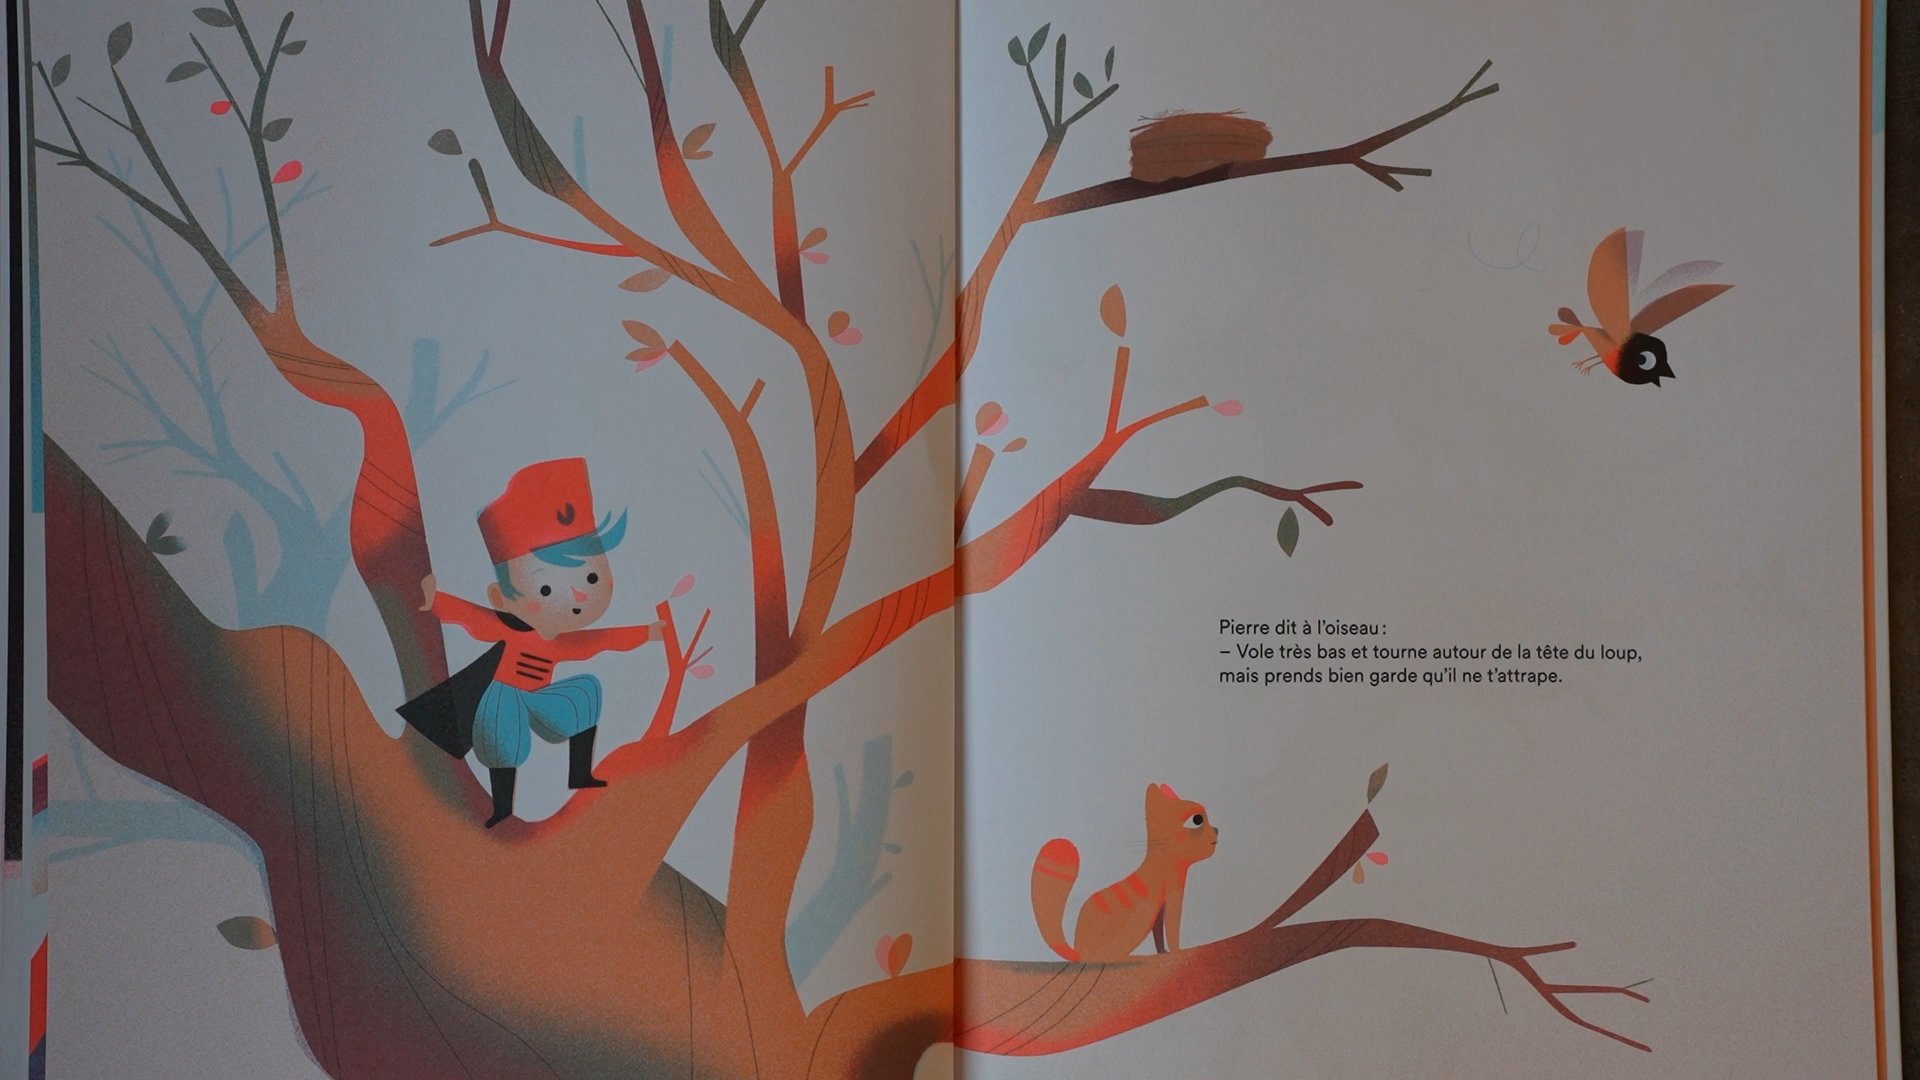 Pierre dit à l'oiseau :
– Vole très bas et tourne autour de la tête du loup,
mais prends bien garde qu'il ne t'attrape.